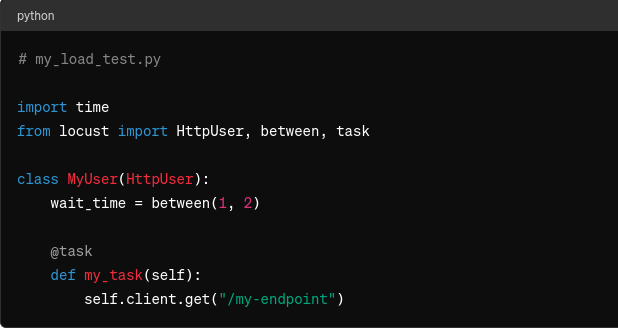 python
# my_load_test.py
import time
from locust import HttpUser, between, task
class MyUser(HttpUser):
    wait_time = between(1, 2)
    @task
    def my_task(self):
        self.client.get("/my-endpoint")